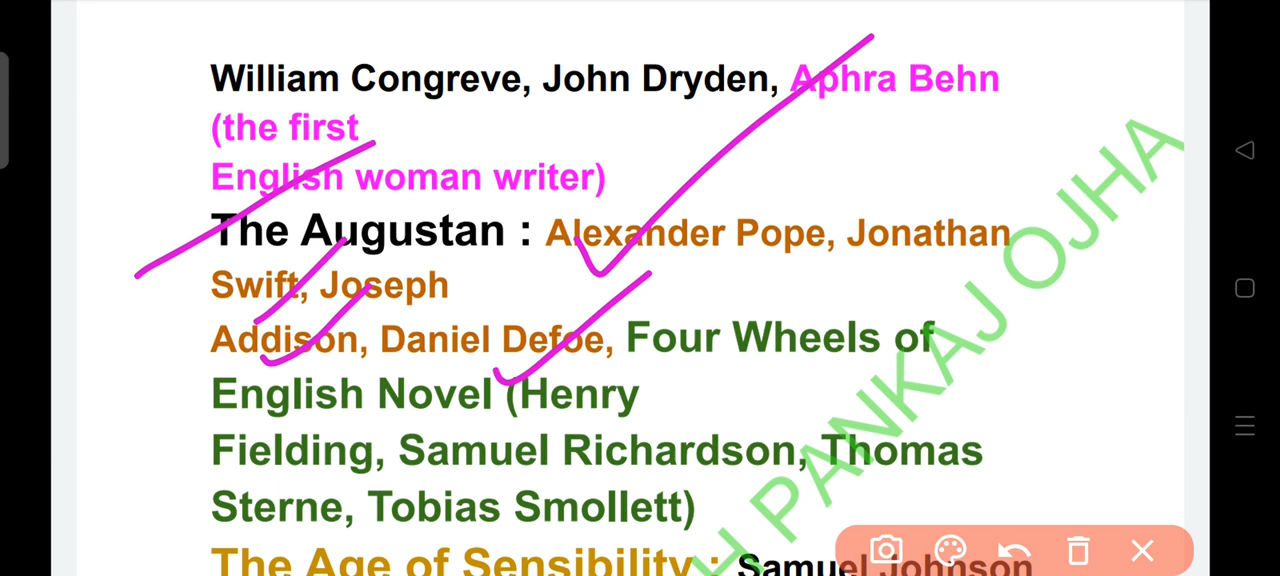 William Congreve, John Dryden, Aphra Behn
(the first
English woman writer)
The Augustan : Alexander Pope, Jonathan
Swift, Joseph
Addison, Daniel Defoe, Four Wheels of
English Novel (Henry
Fielding, Samuel Richardson, Thomas
Sterne, Tobias Smollett)
The Age of Sensibility : Samuel Johnson
H PANKAJ OJHA